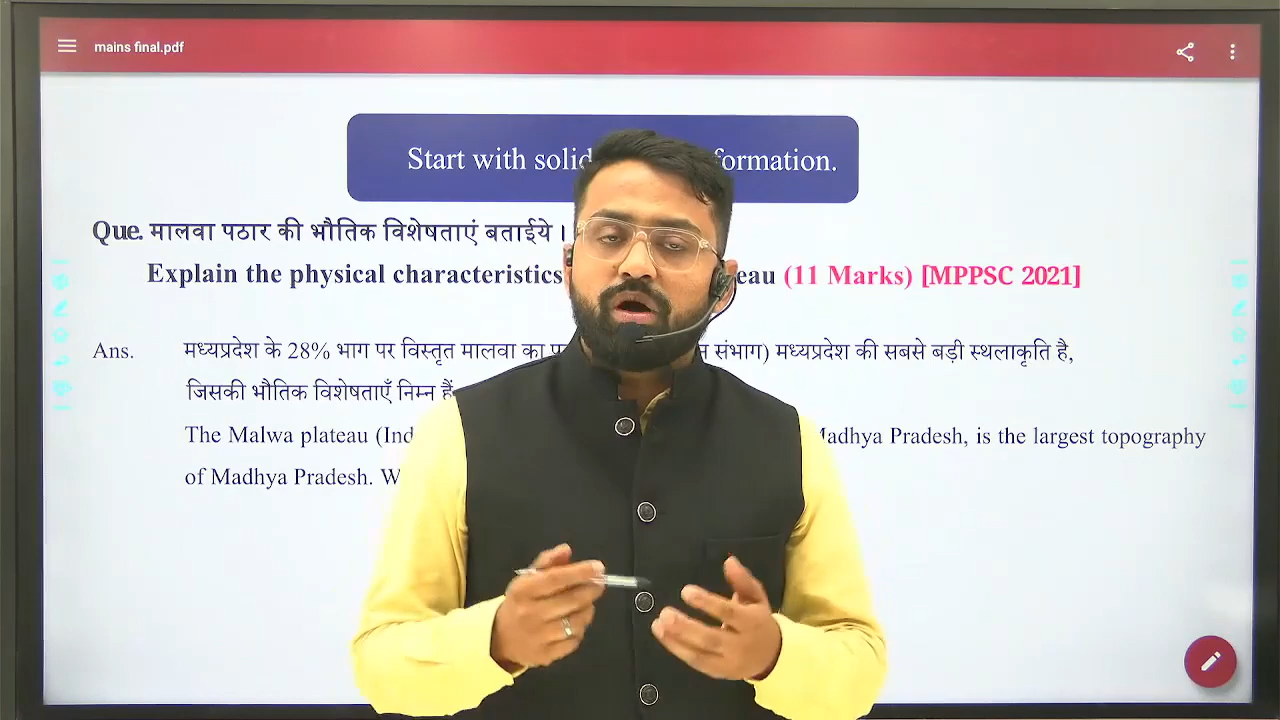 mains final.pdf
Start with solid formation.
Que. मालवा पठार की भौतिक विशेषताएं बताईये ।
Explain the physical characteristics eau (11 Marks) [MPPSC 2021]
Ans. मध्यप्रदेश के 28% भाग पर विस्तृत मालवा का संभाग) मध्यप्रदेश की सबसे बड़ी स्थलाकृति है,
जिसकी भौतिक विशेषताएँ निम्न हैं
The Malwa plateau (Ind Madhya Pradesh, is the largest topography
of Madhya Pradesh. W